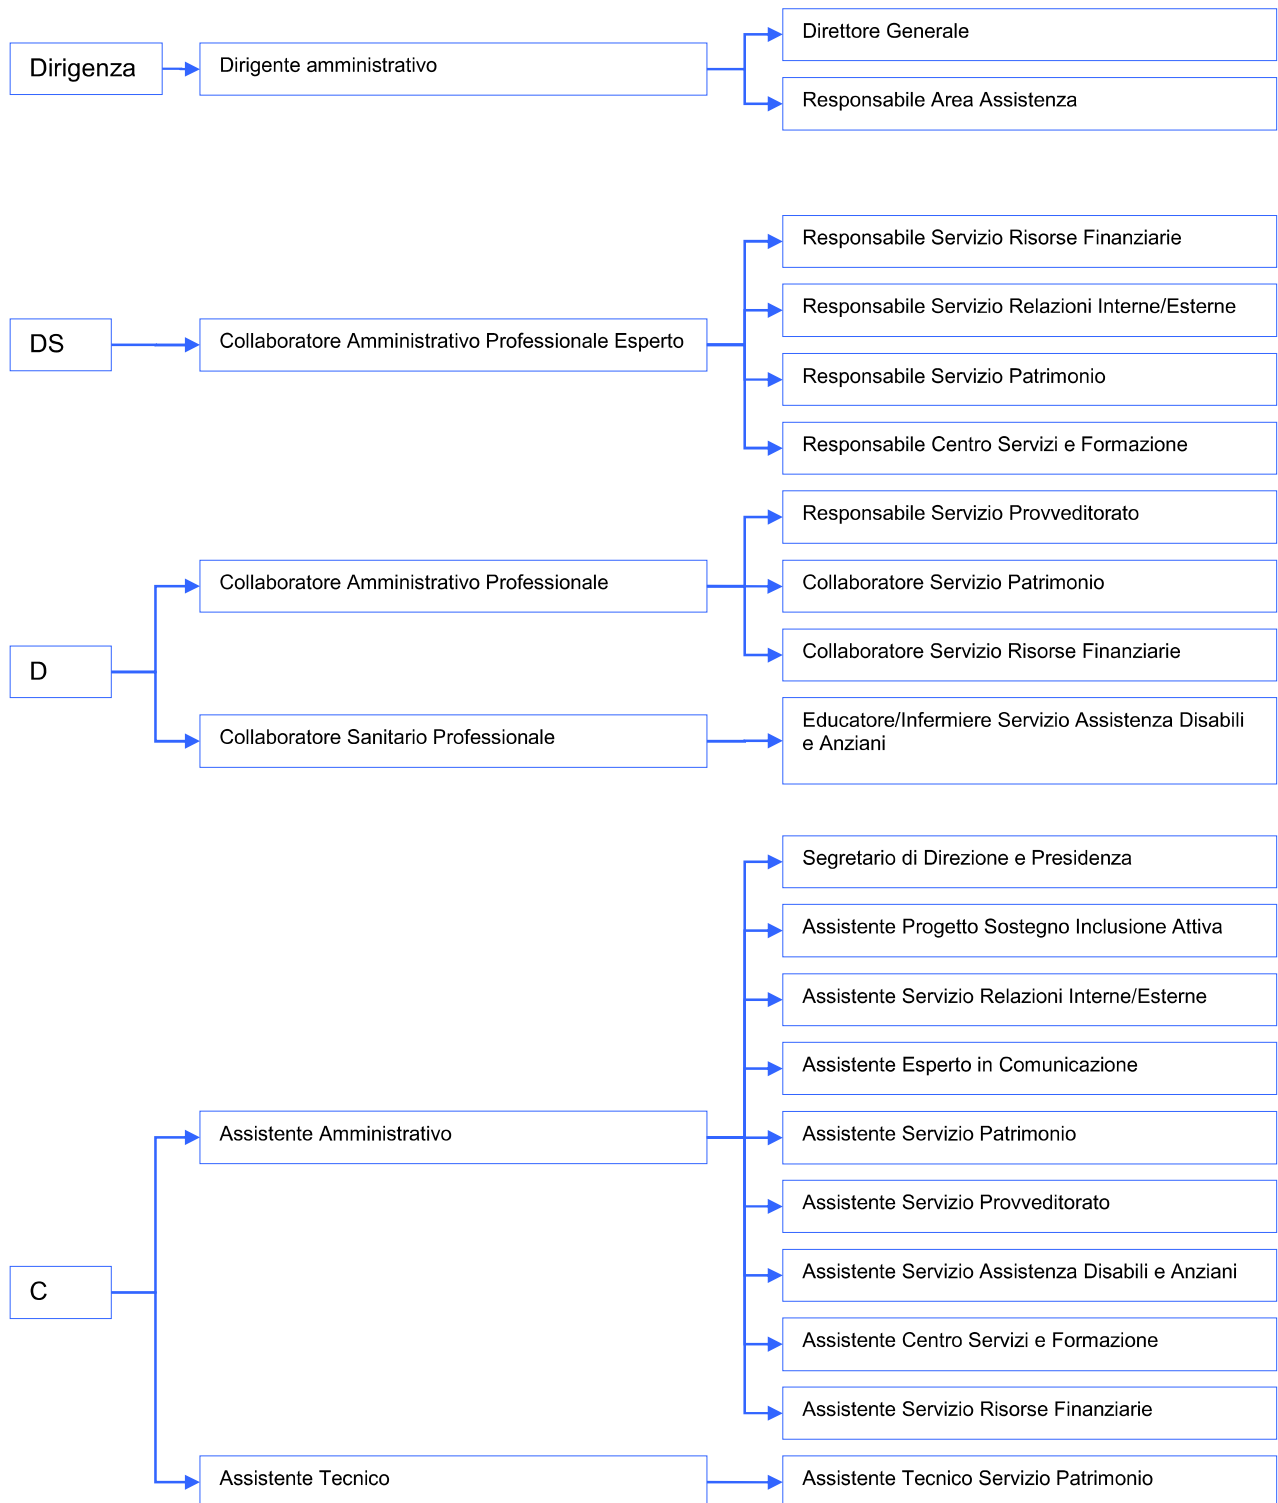 Dirigenza
Dirigente amministrativo
Direttore Generale
Responsabile Area Assistenza
DS
Collaboratore Amministrativo Professionale Esperto
Responsabile Servizio Risorse Finanziarie
Responsabile Servizio Relazioni Interne/Esterne
Responsabile Servizio Patrimonio
Responsabile Centro Servizi e Formazione
D
Collaboratore Amministrativo Professionale
Responsabile Servizio Provveditorato
Collaboratore Servizio Patrimonio
Collaboratore Servizio Risorse Finanziarie
Collaboratore Sanitario Professionale
Educatore/Infermiere Servizio Assistenza Disabili
e Anziani
C
Assistente Amministrativo
Segretario di Direzione e Presidenza
Assistente Progetto Sostegno Inclusione Attiva
Assistente Servizio Relazioni Interne/Esterne
Assistente Esperto in Comunicazione
Assistente Servizio Patrimonio
Assistente Servizio Provveditorato
Assistente Servizio Assistenza Disabili e Anziani
Assistente Centro Servizi e Formazione
Assistente Servizio Risorse Finanziarie
Assistente Tecnico
Assistente Tecnico Servizio Patrimonio